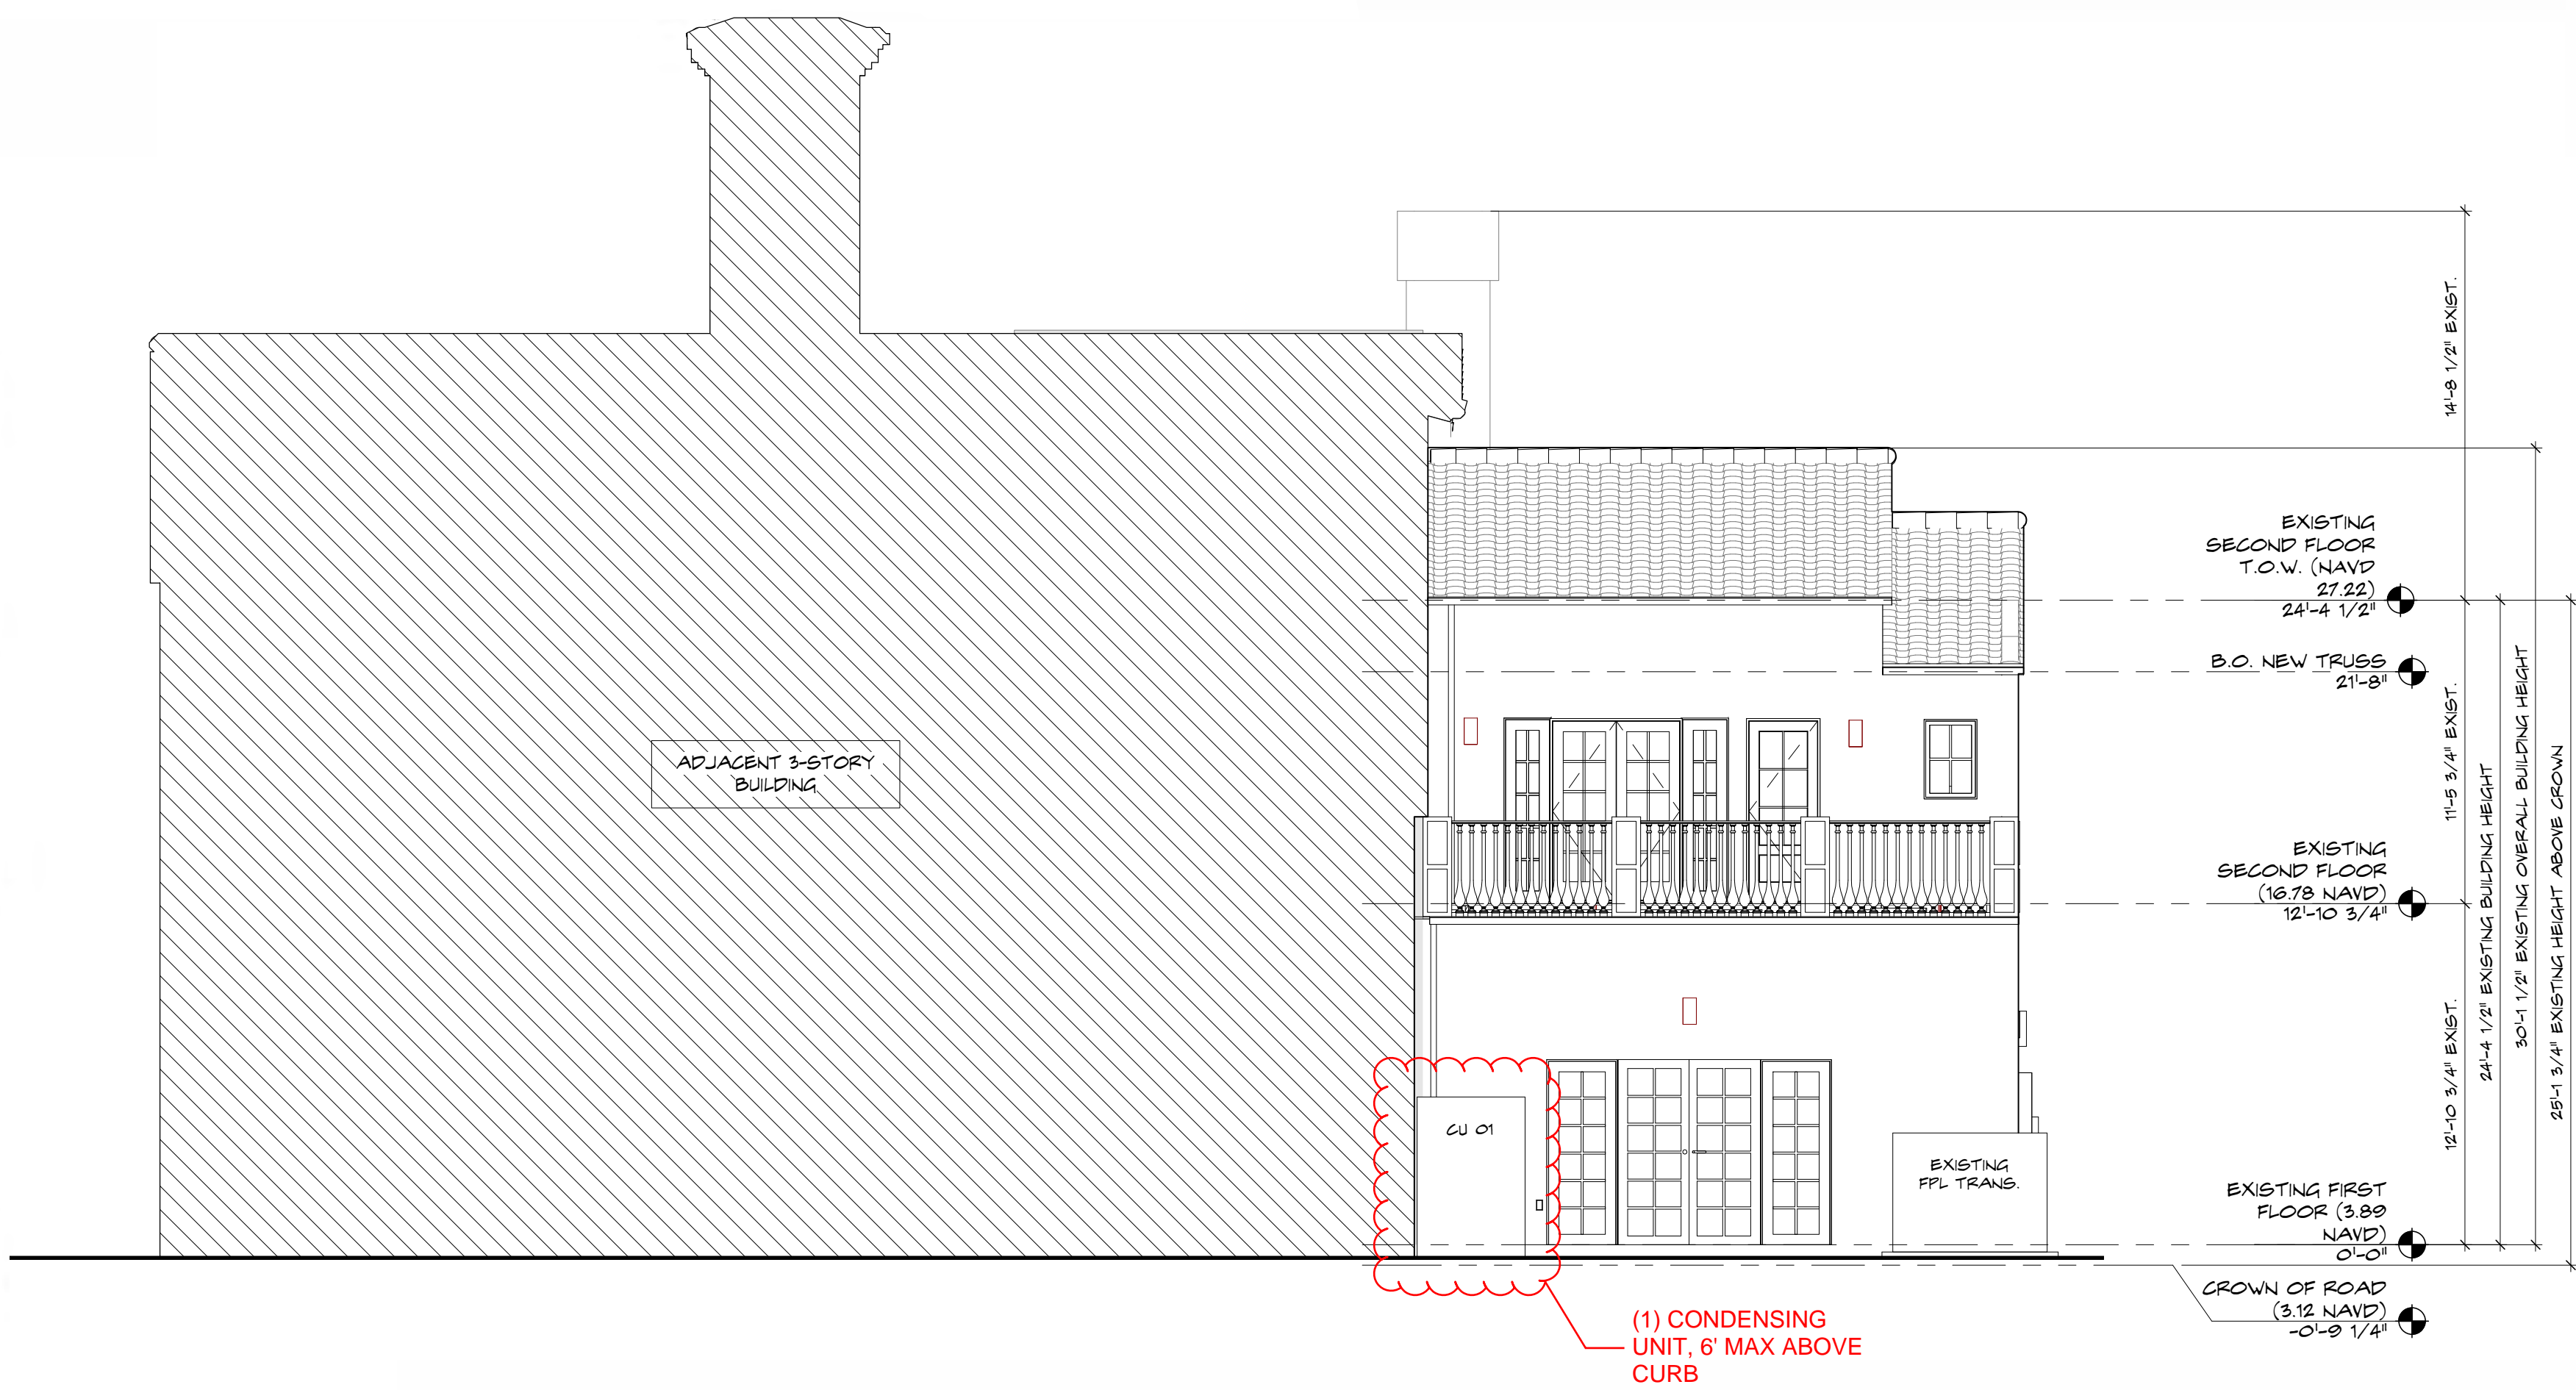 14'-8 1/2" EXIST.
EXISTING
SECOND FLOOR
T.O.W. (NAVD
27.22)
24'-4 1/2"
B.O. NEW TRUSS
21'-8"
11'-5 3/4" EXIST.
24'-4 1/2" EXISTING BUILDING HEIGHT
30'-1 1/2" EXISTING OVERALL BUILDING HEIGHT
25'-1 3/4" EXISTING HEIGHT ABOVE CROWN
ADJACENT 3-STORY
BUILDING
EXISTING
SECOND FLOOR
(16.78 NAVD)
12'-10 3/4"
12'-10 3/4" EXIST.
CU 01
EXISTING
FPL TRANS.
EXISTING FIRST
FLOOR (3.89
NAVD)
0'-0"
CROWN OF ROAD
(3.12 NAVD)
-0'-9 1/4"
(1) CONDENSING
UNIT, 6' MAX ABOVE
CURB